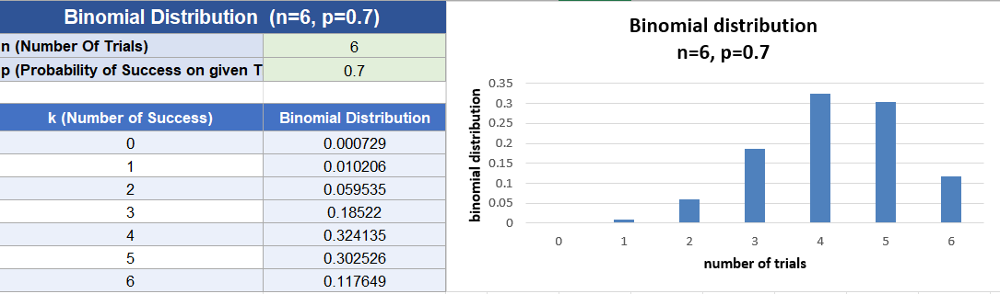 Binomial Distribution (n=6, p=0.7)
n (Number Of Trials) 6
p (Probability of Success on given T 0.7
k (Number of Success) Binomial Distribution
0 0.000729
1 0.010206
2 0.059535
3 0.18522
4 0.324135
5 0.302526
6 0.117649
Binomial distribution
n=6, p=0.7
binomial distribution
0.35
0.3
0.25
0.2
0.15
0.1
0.05
0
0 1 2 3 4 5 6
number of trials